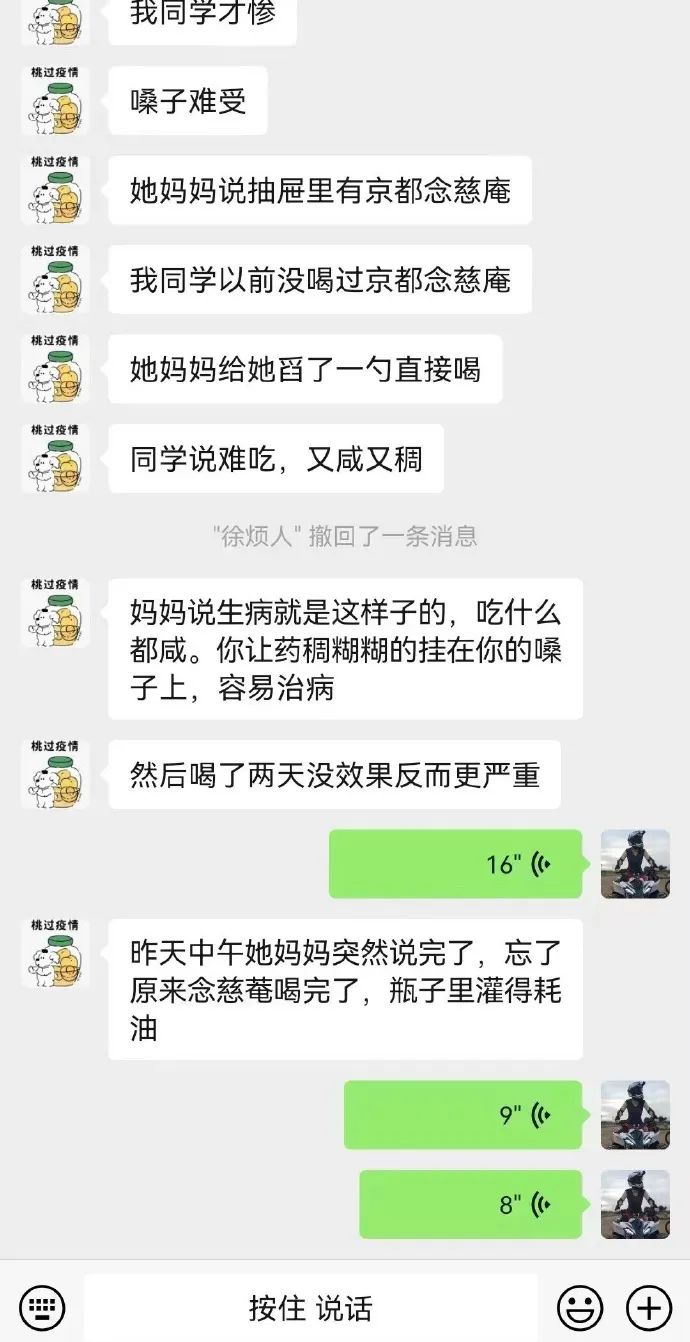 我同学才惨
桃过疫情
嗓子难受
桃过疫情
她妈妈说抽屉里有京都念慈庵
桃过疫情
我同学以前没喝过京都念慈庵
桃过疫情
她妈妈给她舀了一勺直接喝
桃过疫情
同学说难吃，又咸又稠
"徐烦人" 撤回了一条消息
桃过疫情
妈妈说生病就是这样子的，吃什么
都咸。你让药稠糊糊的挂在你的嗓
子上，容易治病
桃过疫情
然后喝了两天没效果反而更严重
16"
桃过疫情
昨天中午她妈妈突然说完了，忘了
原来念慈菴喝完了，瓶子里灌得耗
油
9"
8"
按住 说话